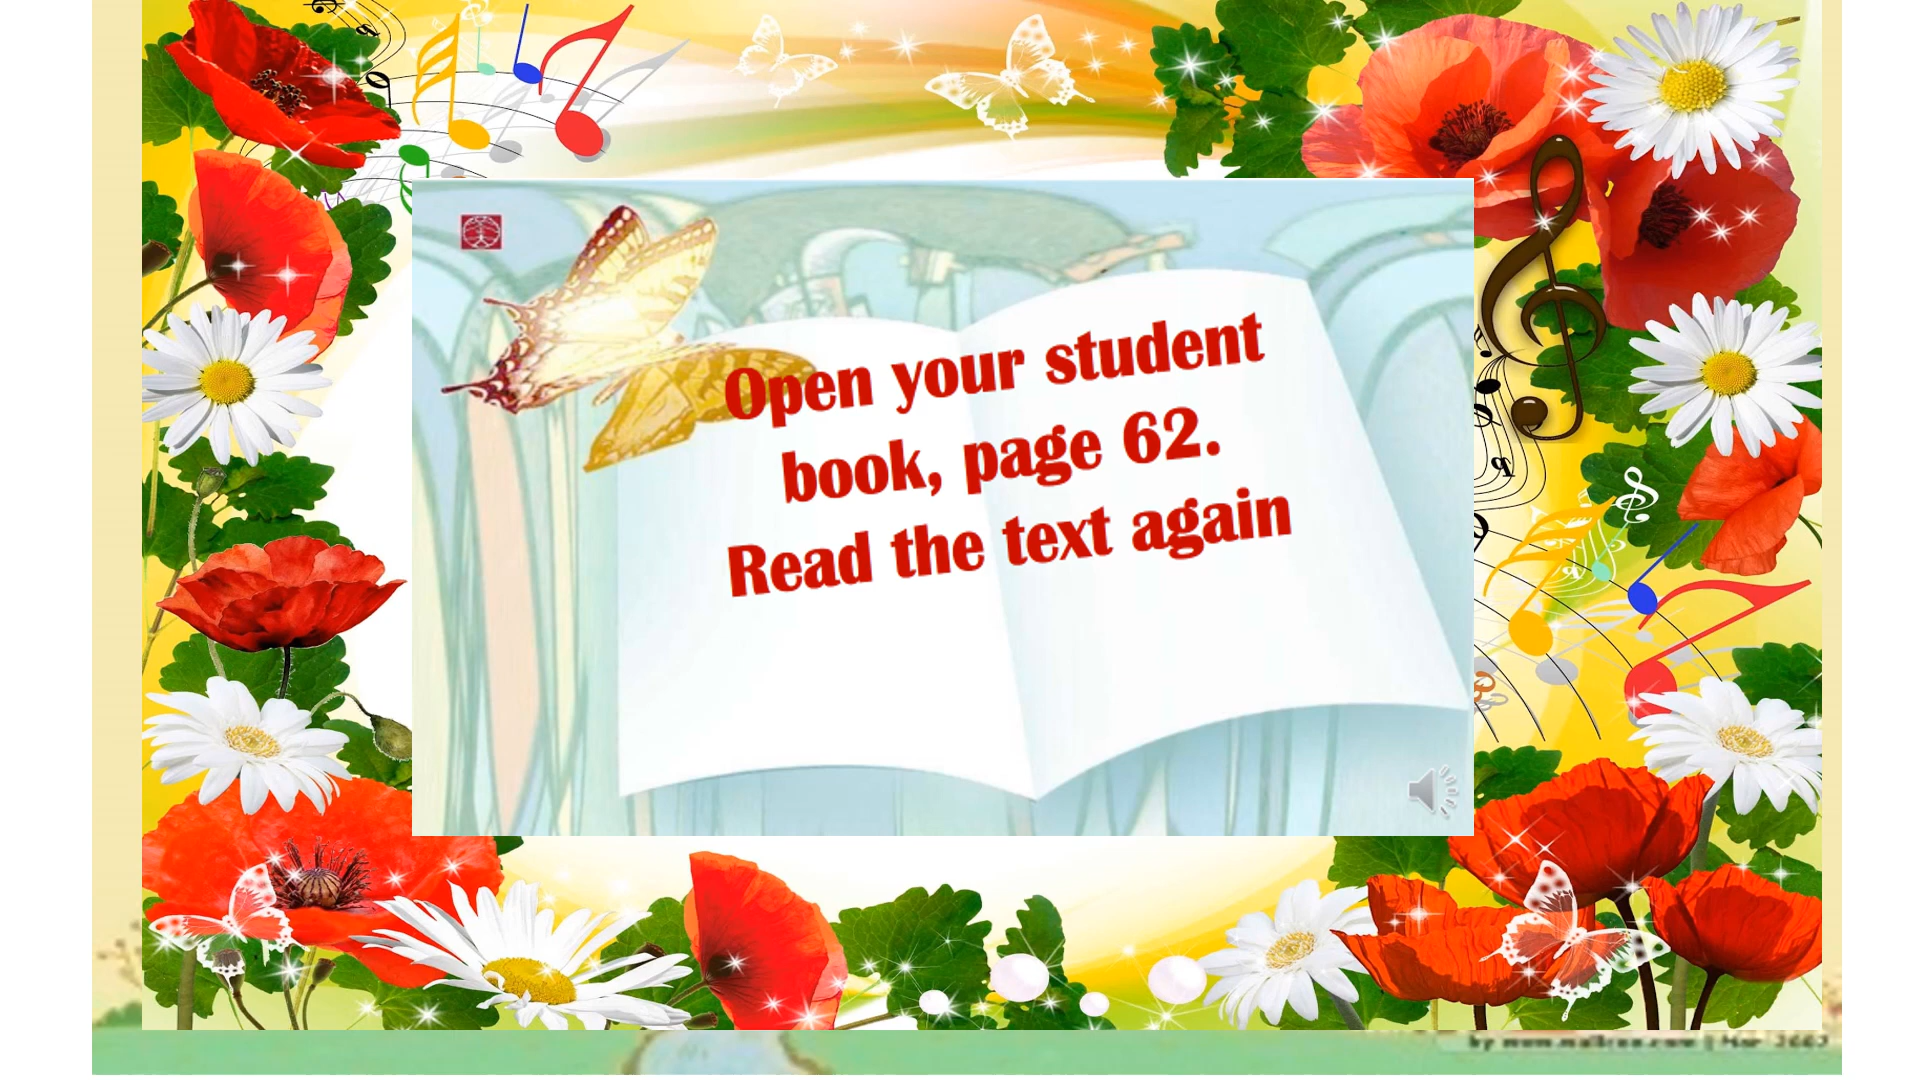 Open your student
book, page 62.
Read the text again